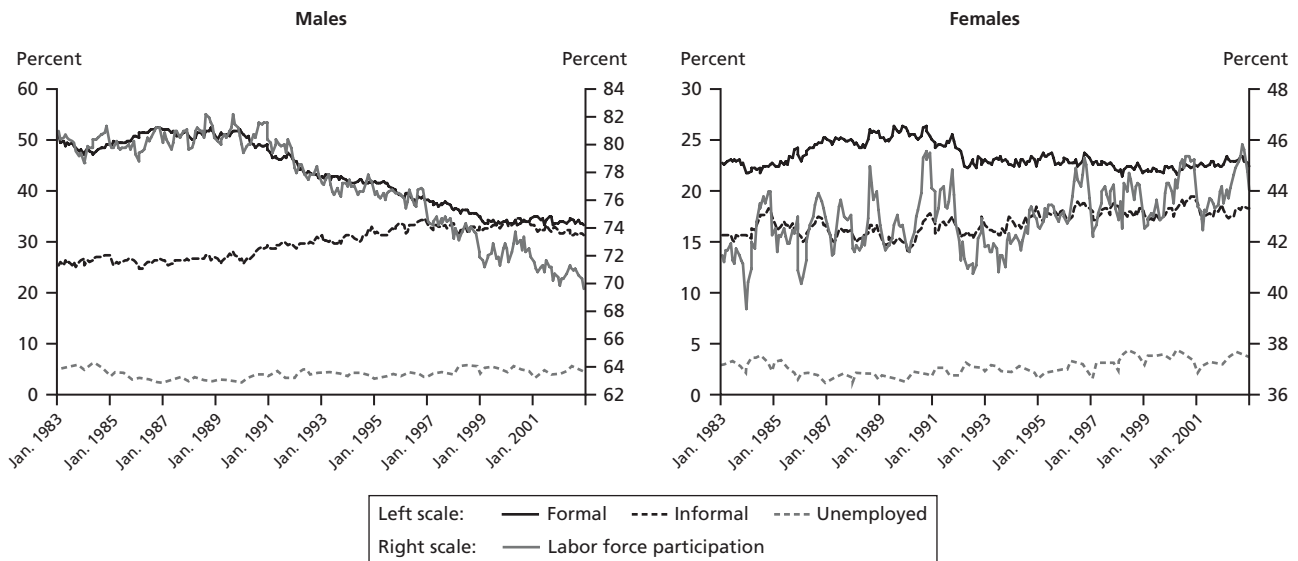 Males
Percent Percent
60 84
82
50 80
78
40 76
30 74
72
20 70
68
10 66
64
0 62
Jan. 1983 Jan. 1985 Jan. 1987 Jan. 1989 Jan. 1991 Jan. 1993 Jan. 1995 Jan. 1997 Jan. 1999 Jan. 2001
Females
Percent Percent
30 48
25 46
20 44
15 42
10 40
5 38
0 36
Jan. 1983 Jan. 1985 Jan. 1987 Jan. 1989 Jan. 1991 Jan. 1993 Jan. 1995 Jan. 1997 Jan. 1999 Jan. 2001
Left scale: Formal Informal Unemployed
Right scale: Labor force participation